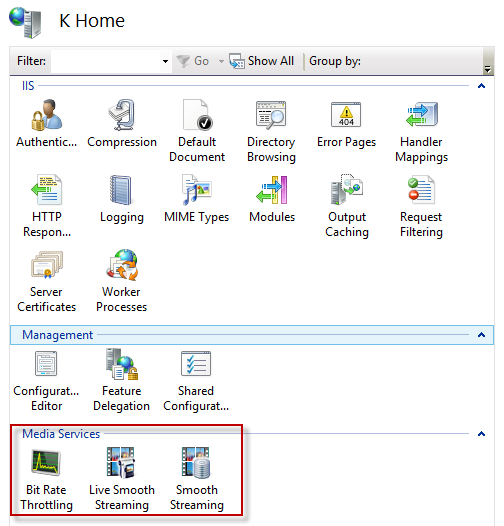 K Home
Filter: Go Show All Group by:
IIS
Authentic... Compression Default Document Directory Browsing Error Pages 404 Handler Mappings
HTTP Respon... Logging MIME Types Modules Output Caching Request Filtering
Server Certificates Worker Processes
Management
Configurat... Editor Feature Delegation Shared Configurat...
Media Services
Bit Rate Throttling Live Smooth Streaming Smooth Streaming